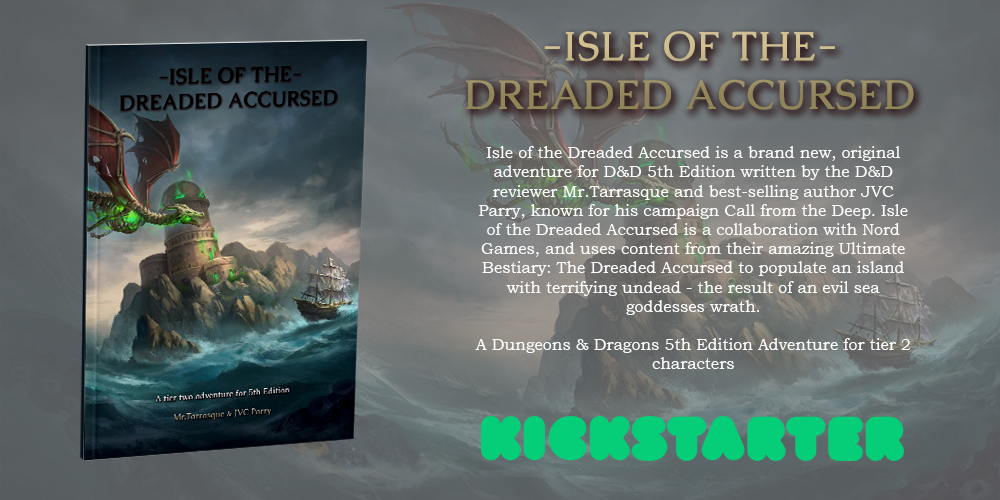 -ISLE OF THE-
DREADED ACCURSED
A tier two adventure for 5th Edition
Mr.Tarrasque & JVC Parry
-ISLE OF THE-
DREADED ACCURSED
Isle of the Dreaded Accursed is a brand new, original
adventure for D&D 5th Edition written by the D&D
reviewer Mr.Tarrasque and best-selling author JVC
Parry, known for his campaign Call from the Deep. Isle
of the Dreaded Accursed is a collaboration with Nord
Games, and uses content from their amazing Ultimate
Bestiary: The Dreaded Accursed to populate an island
with terrifying undead - the result of an evil sea
goddesses wrath.
A Dungeons & Dragons 5th Edition Adventure for tier 2
characters
KICKSTARTER